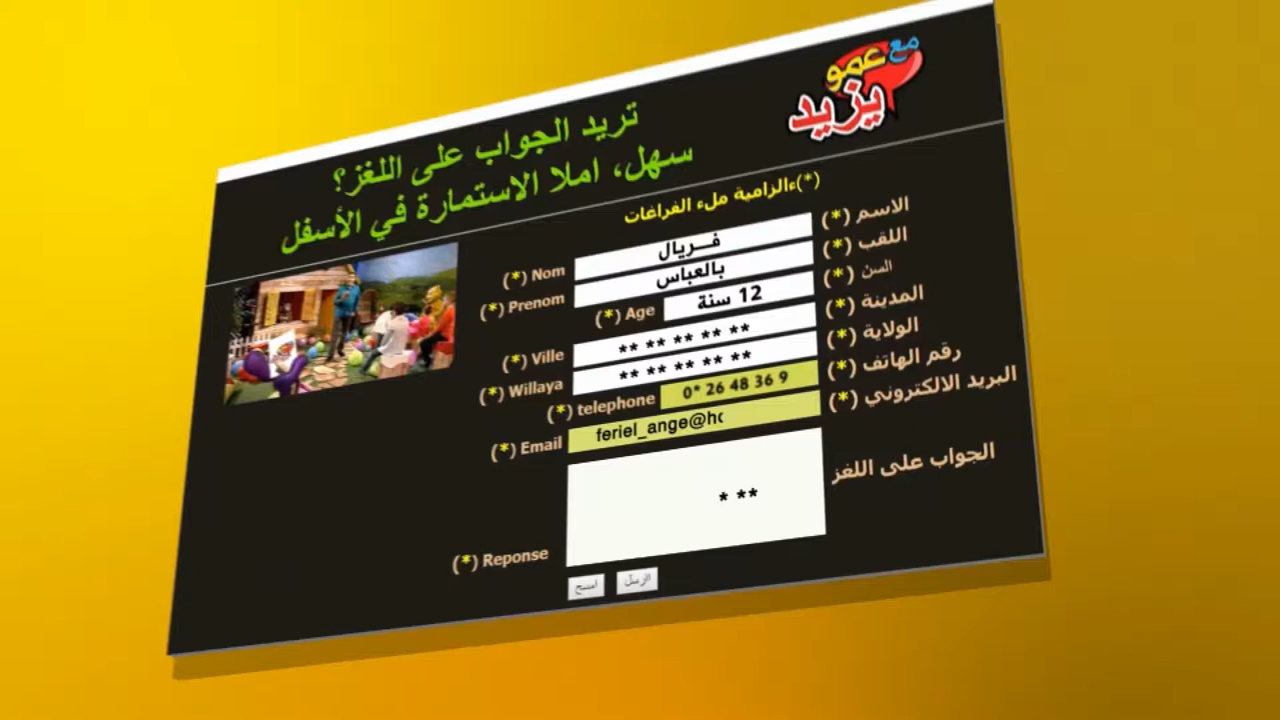 مع عمو يزيد
تريد الجواب على اللغز؟
سهل، املا الاستمارة في الأسفل
(*)ءالزامية ملء الفراغات
الاسم (*) فـــريال (*) Nom
اللقب (*) بالعباس (*) Prenom
السن (*) 12 سنة (*) Age
المدينة (*) ** ** ** ** ** (*) Ville
الولاية (*) ** ** ** ** ** (*) Willaya
رقم الهاتف (*) 0* 26 48 36 9 (*) telephone
البريد الالكتروني (*) feriel_ange@hc (*) Email
الجواب على اللغز * ** (*) Reponse
امسح الرسل